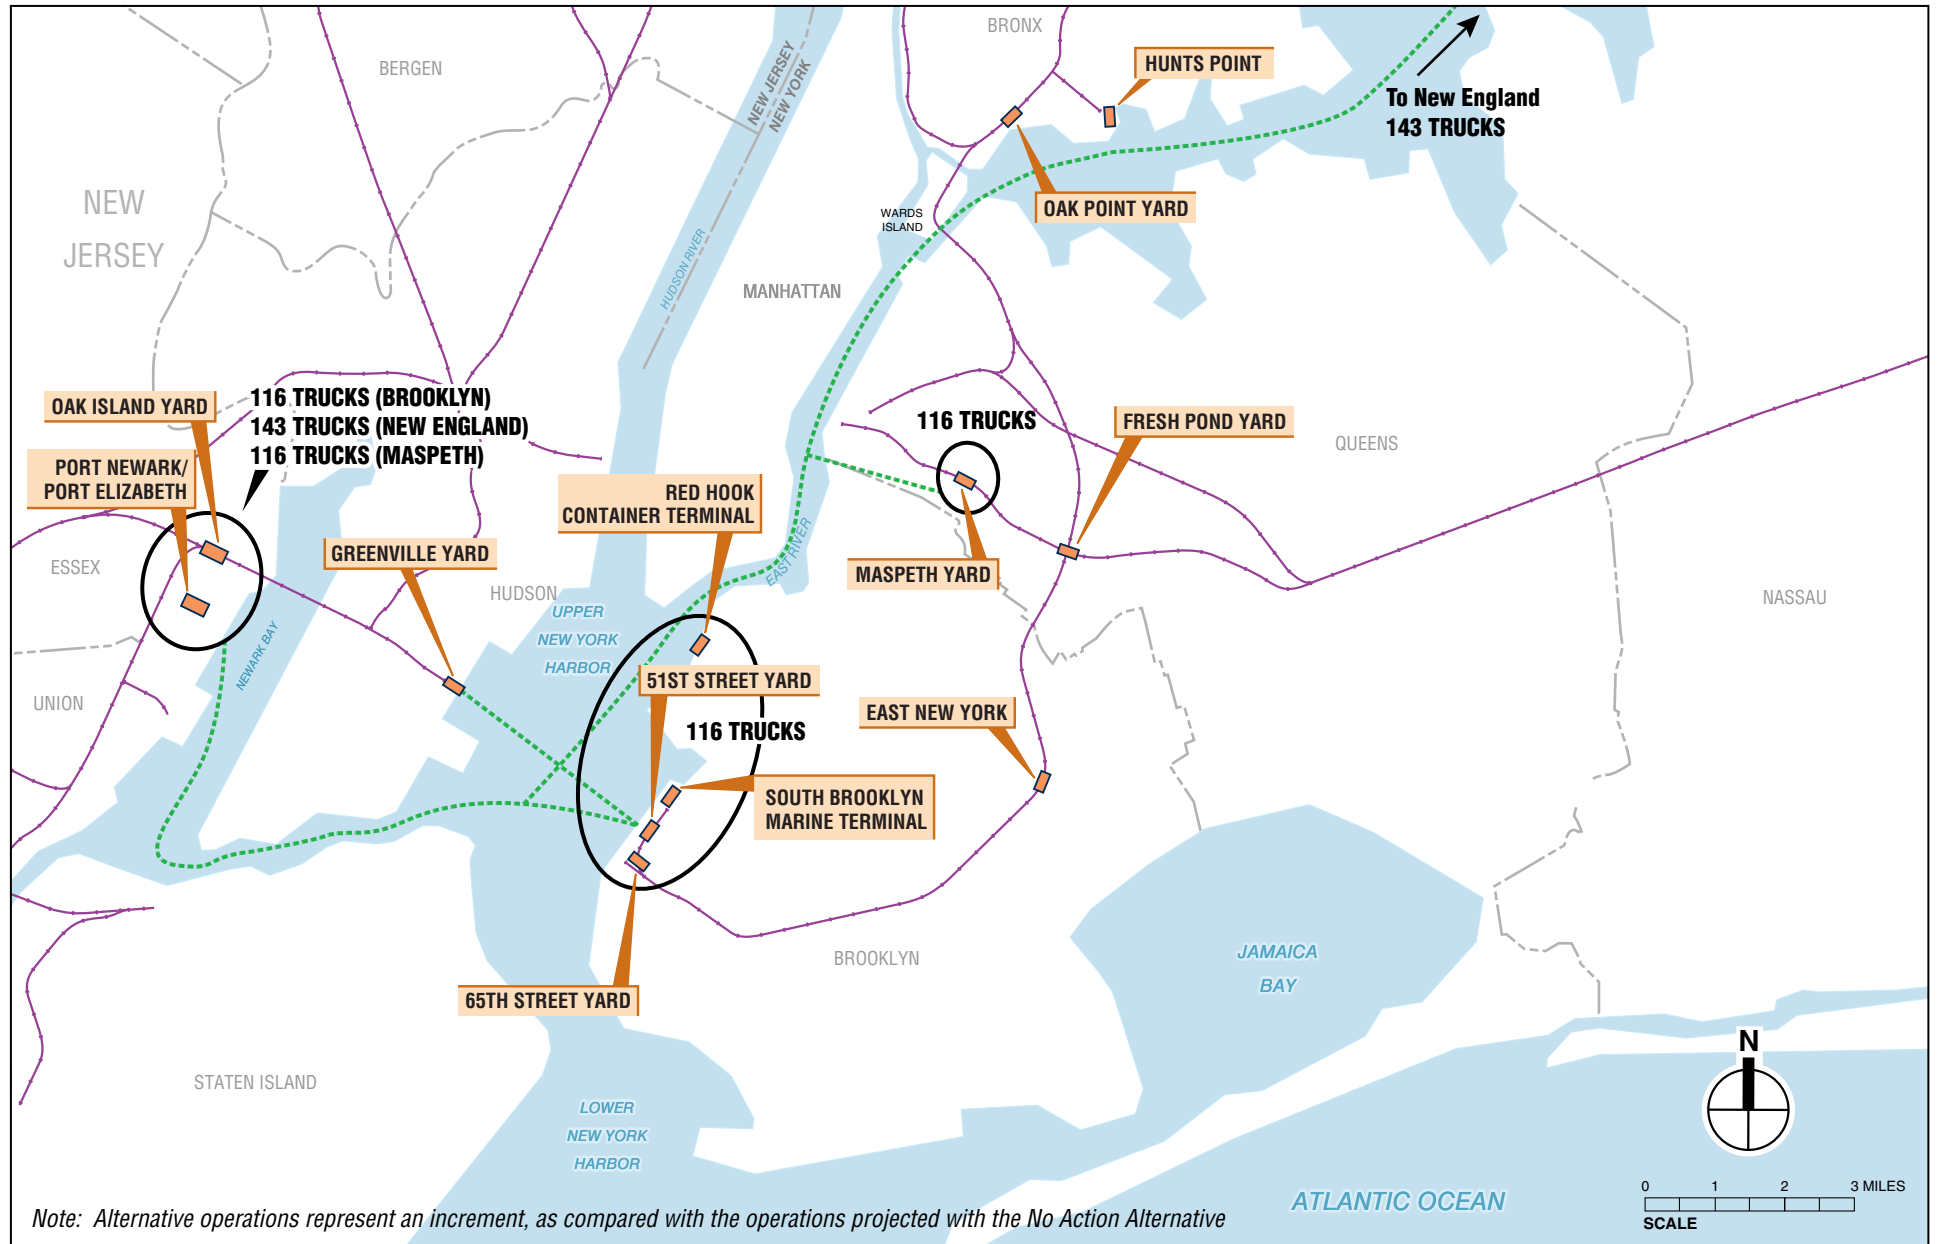 BRONX
BERGEN
HUNTS POINT
NEW JERSEY
NEW YORK
To New England
143 TRUCKS
NEW
JERSEY
OAK POINT YARD
WARDS
ISLAND
HUDSON RIVER
MANHATTAN
OAK ISLAND YARD
116 TRUCKS (BROOKLYN)
143 TRUCKS (NEW ENGLAND)
116 TRUCKS (MASPETH)
116 TRUCKS
FRESH POND YARD
QUEENS
PORT NEWARK/
PORT ELIZABETH
RED HOOK
CONTAINER TERMINAL
GREENVILLE YARD
ESSEX
EAST RIVER
MASPETH YARD
HUDSON
NASSAU
UPPER
NEW YORK
HARBOR
NEWARK BAY
51ST STREET YARD
UNION
116 TRUCKS
EAST NEW YORK
SOUTH BROOKLYN
MARINE TERMINAL
BROOKLYN
JAMAICA
BAY
65TH STREET YARD
STATEN ISLAND
N
LOWER
NEW YORK
HARBOR
ATLANTIC OCEAN
0 1 2 3 MILES
SCALE
Note: Alternative operations represent an increment, as compared with the operations projected with the No Action Alternative